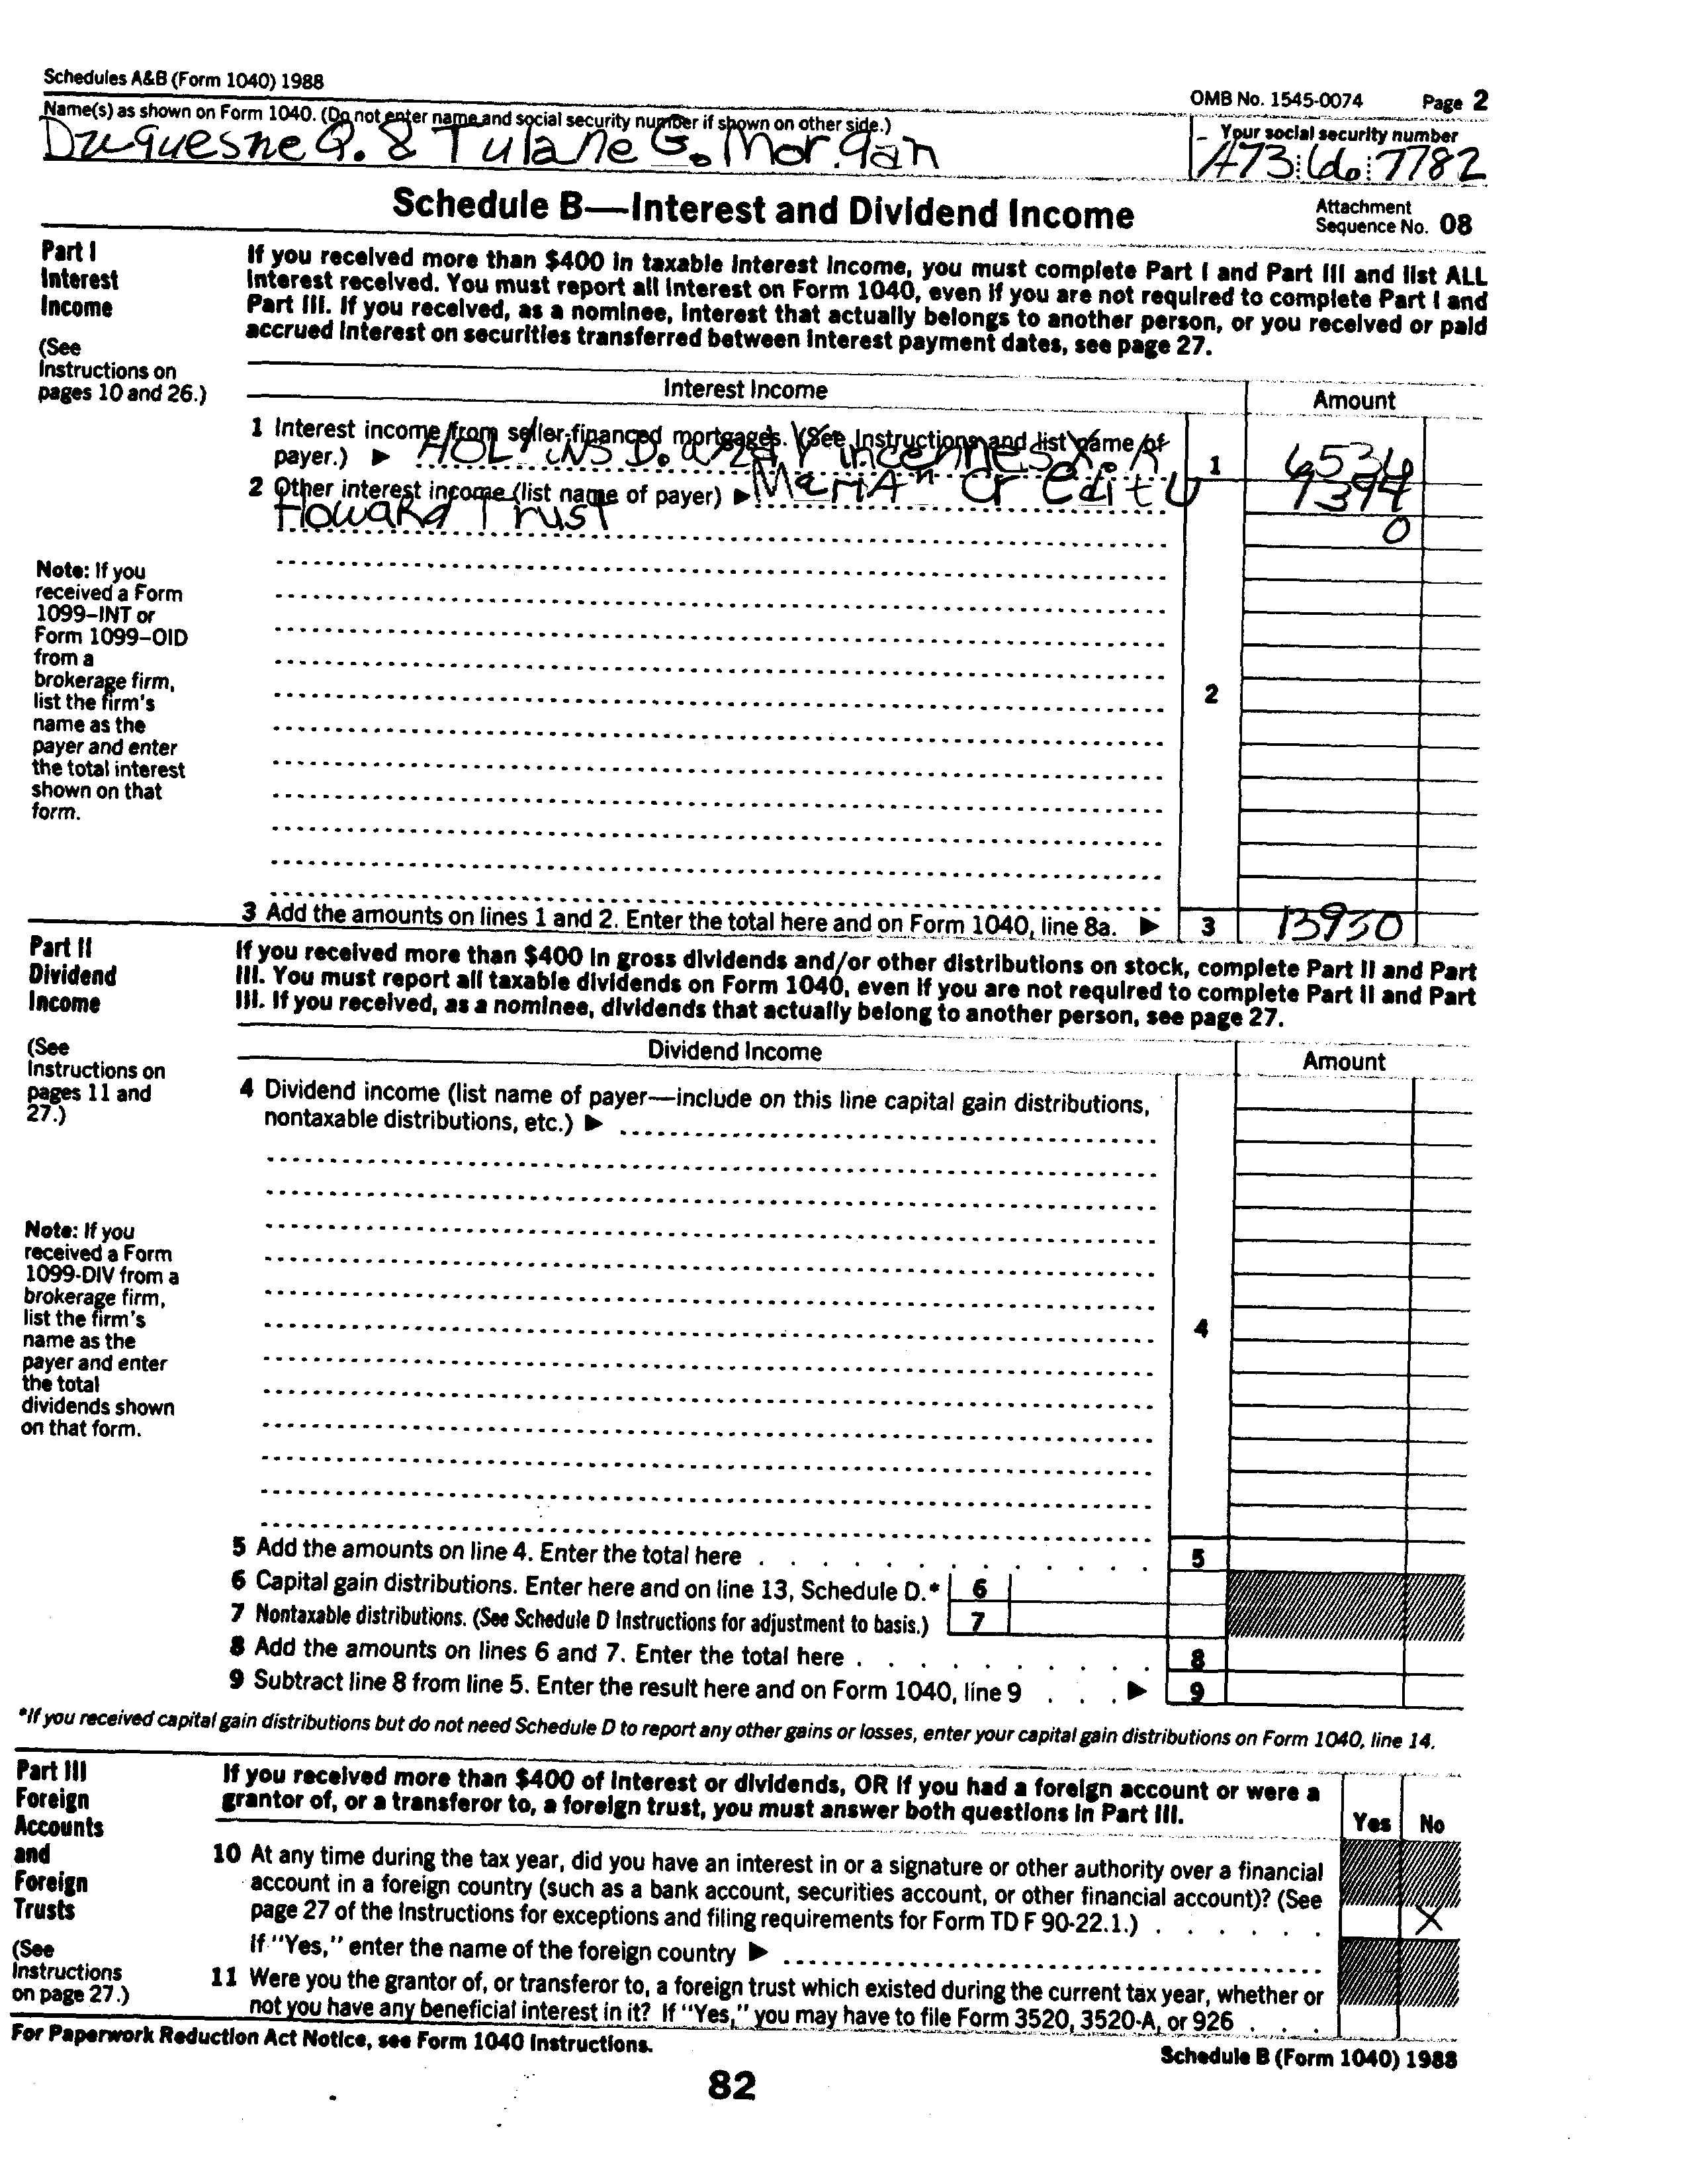 Schedules A&B (Form 1040) 1988
OMB No. 1545-0074 Page 2
Name(s) as shown on Form 1040. (Do not enter name and social security number if shown on other side.)
Duquesne Q. & Tulane G. Morgan
Your social security number
Schedule B—Interest and Dividend Income
Attachment
Sequence No. 08
Part I
Interest
Income
(See
Instructions on
pages 10 and 26.)
If you received more than $400 in taxable interest income, you must complete Part I and Part III and list ALL
interest received. You must report all interest on Form 1040, even if you are not required to complete Part I and
Part III. If you received, as a nominee, interest that actually belongs to another person, or you received or paid
accrued interest on securities transferred between interest payment dates, see page 27.
Interest Income
Amount
1 Interest income from seller-financed mortgages. (See Instructions and list name of
payer.) ▶
1
2 Other interest income (list name of payer) ▶ Marian Credit U
Howard Trust
0
Note: If you
received a Form
1099–INT or
Form 1099–OID
from a
brokerage firm,
list the firm's
name as the
payer and enter
the total interest
shown on that
form.
2
3 Add the amounts on lines 1 and 2. Enter the total here and on Form 1040, line 8a. ▶ 3 13930
Part II
Dividend
Income
(See
Instructions on
pages 11 and
27.)
If you received more than $400 in gross dividends and/or other distributions on stock, complete Part II and Part
III. You must report all taxable dividends on Form 1040, even if you are not required to complete Part II and Part
III. If you received, as a nominee, dividends that actually belong to another person, see page 27.
Dividend Income
Amount
4 Dividend income (list name of payer—include on this line capital gain distributions,
nontaxable distributions, etc.) ▶
Note: If you
received a Form
1099-DIV from a
brokerage firm,
list the firm's
name as the
payer and enter
the total
dividends shown
on that form.
4
5 Add the amounts on line 4. Enter the total here . . . . . . . . . . . . . 5
6 Capital gain distributions. Enter here and on line 13, Schedule D.* 6
7 Nontaxable distributions. (See Schedule D Instructions for adjustment to basis.) 7
8 Add the amounts on lines 6 and 7. Enter the total here . . . . . . . . . . 8
9 Subtract line 8 from line 5. Enter the result here and on Form 1040, line 9 . . . ▶ 9
*If you received capital gain distributions but do not need Schedule D to report any other gains or losses, enter your capital gain distributions on Form 1040, line 14.
Part III
Foreign
Accounts
and
Foreign
Trusts
(See
Instructions
on page 27.)
If you received more than $400 of interest or dividends, OR if you had a foreign account or were a
grantor of, or a transferor to, a foreign trust, you must answer both questions in Part III.
Yes No
10 At any time during the tax year, did you have an interest in or a signature or other authority over a financial
account in a foreign country (such as a bank account, securities account, or other financial account)? (See
page 27 of the Instructions for exceptions and filing requirements for Form TD F 90-22.1.) . . . . . . X
If "Yes," enter the name of the foreign country ▶
11 Were you the grantor of, or transferor to, a foreign trust which existed during the current tax year, whether or
not you have any beneficial interest in it? If "Yes," you may have to file Form 3520, 3520-A, or 926 . . .
For Paperwork Reduction Act Notice, see Form 1040 Instructions.
Schedule B (Form 1040) 1988
82